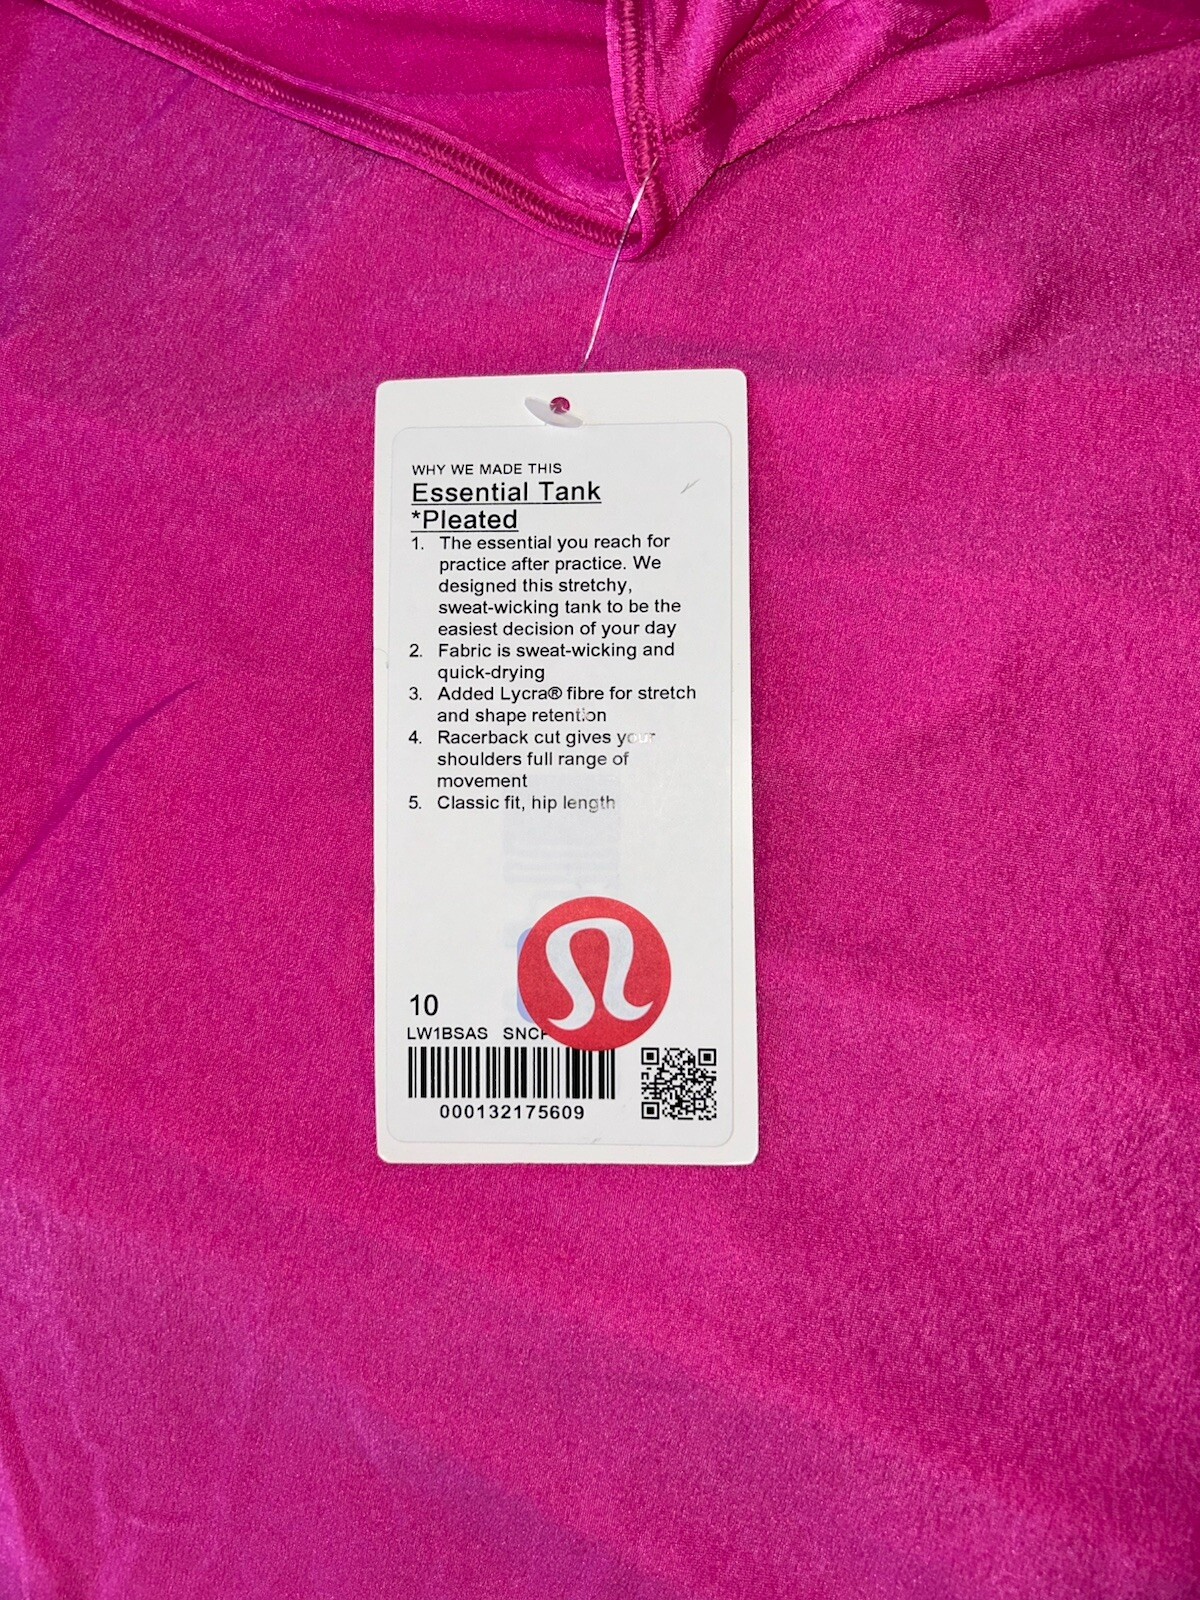 WHY WE MADE THIS
Essential Tank
*Pleated
1. The essential you reach for
practice after practice. We
designed this stretchy,
sweat-wicking tank to be the
easiest decision of your day
2. Fabric is sweat-wicking and
quick-drying
3. Added Lycra® fibre for stretch
and shape retention
4. Racerback cut gives your
shoulders full range of
movement
5. Classic fit, hip length
10
LW1BSAS
000132175609